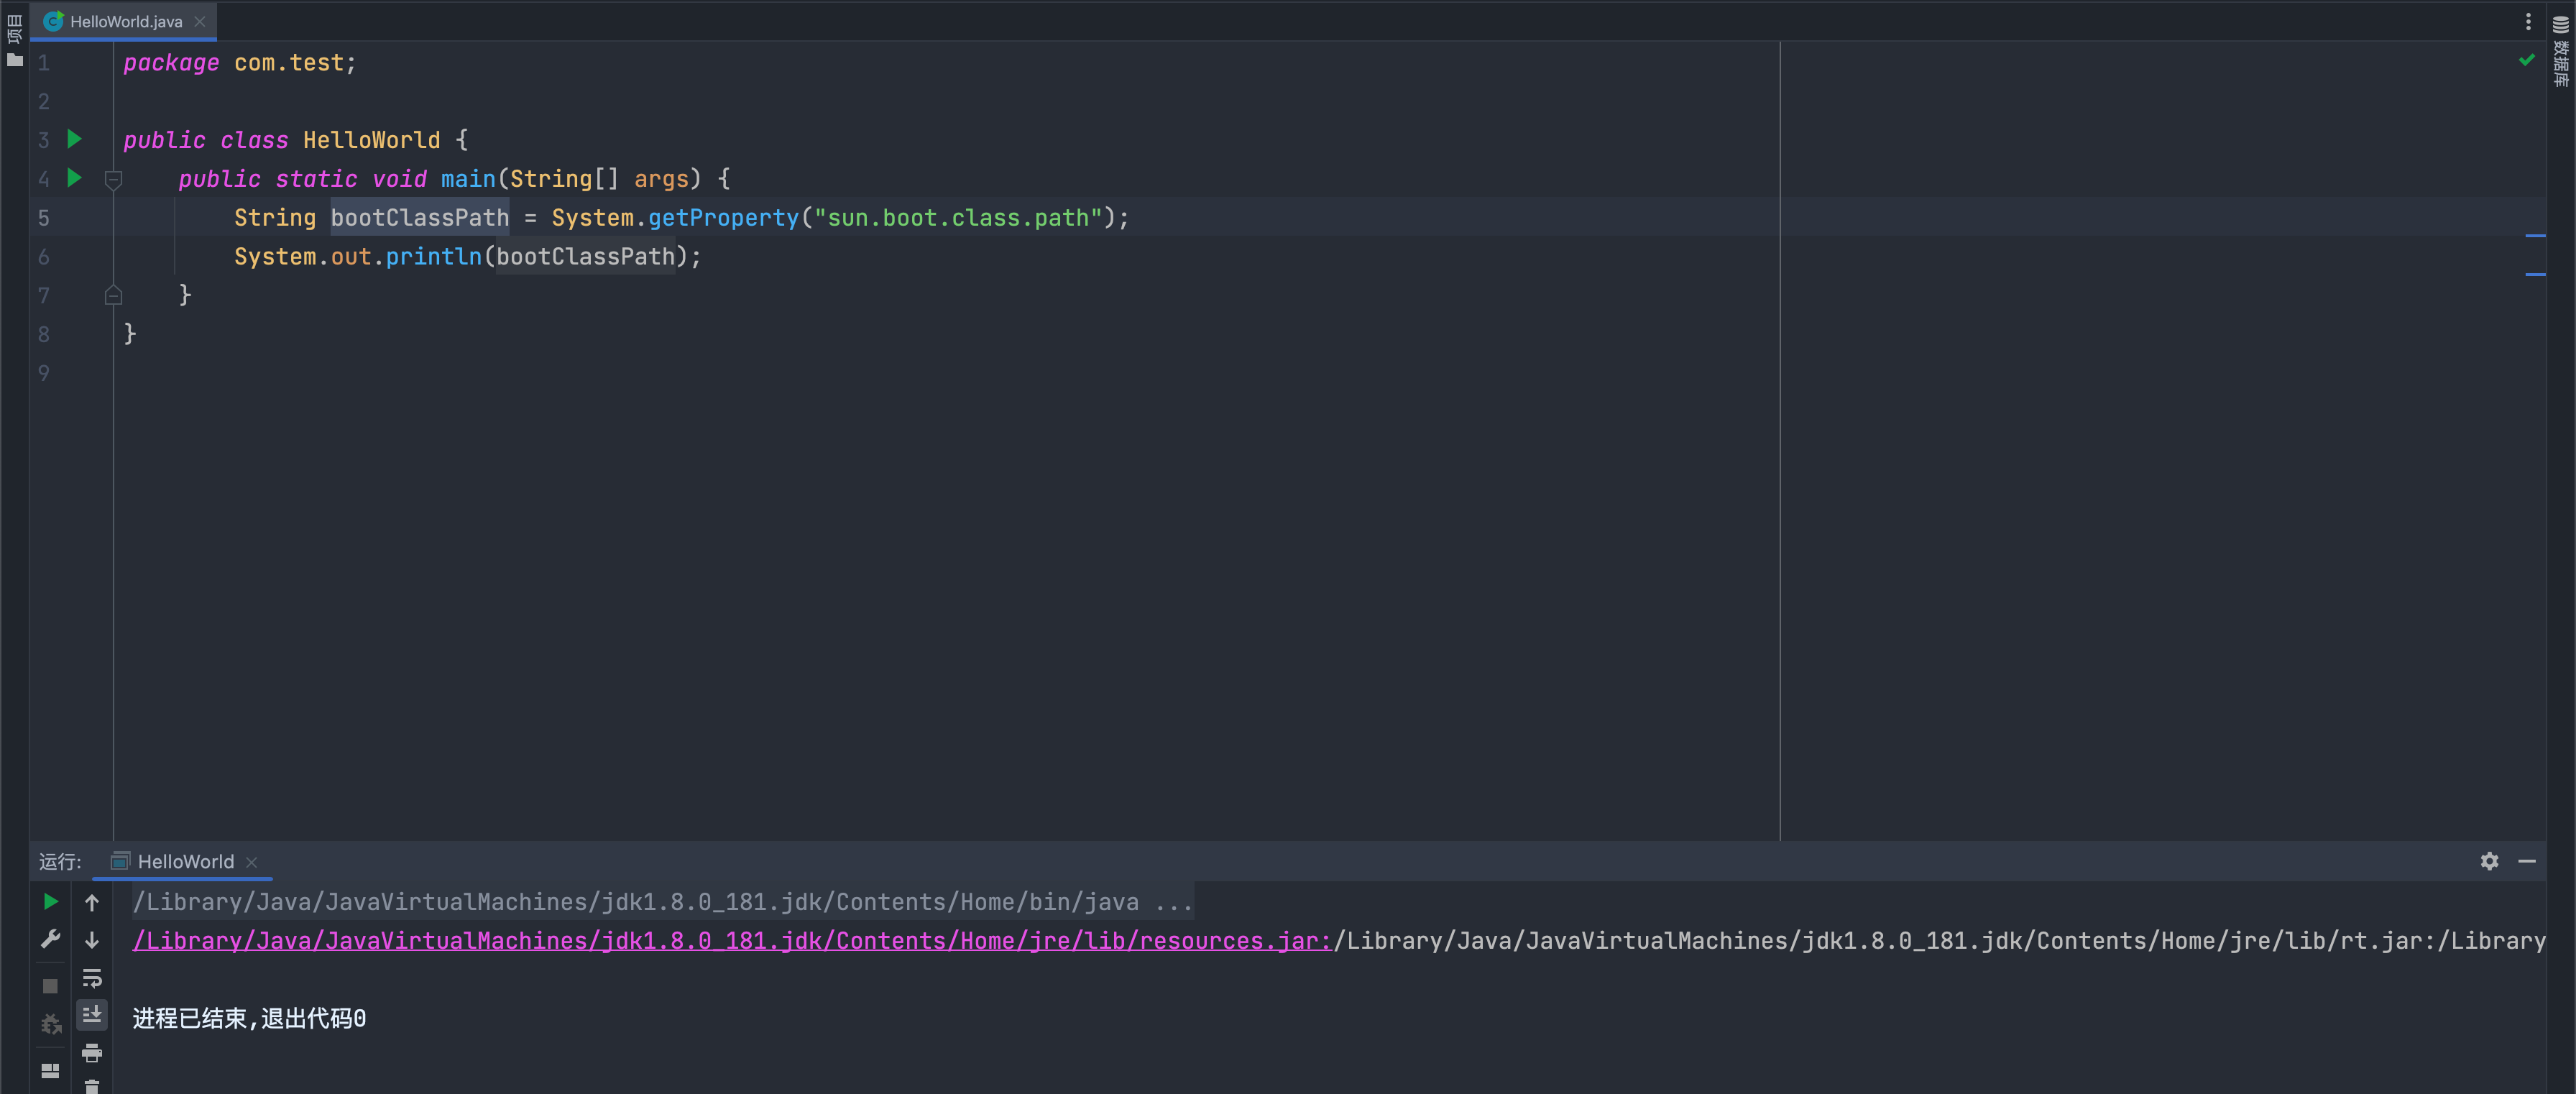 项目
HelloWorld.java
数据库
1 package com.test;
2
3 public class HelloWorld {
4 public static void main(String[] args) {
5 String bootClassPath = System.getProperty("sun.boot.class.path");
6 System.out.println(bootClassPath);
7 }
8 }
9
运行: HelloWorld
/Library/Java/JavaVirtualMachines/jdk1.8.0_181.jdk/Contents/Home/bin/java ...
/Library/Java/JavaVirtualMachines/jdk1.8.0_181.jdk/Contents/Home/jre/lib/resources.jar:/Library/Java/JavaVirtualMachines/jdk1.8.0_181.jdk/Contents/Home/jre/lib/rt.jar:/Library
进程已结束,退出代码0